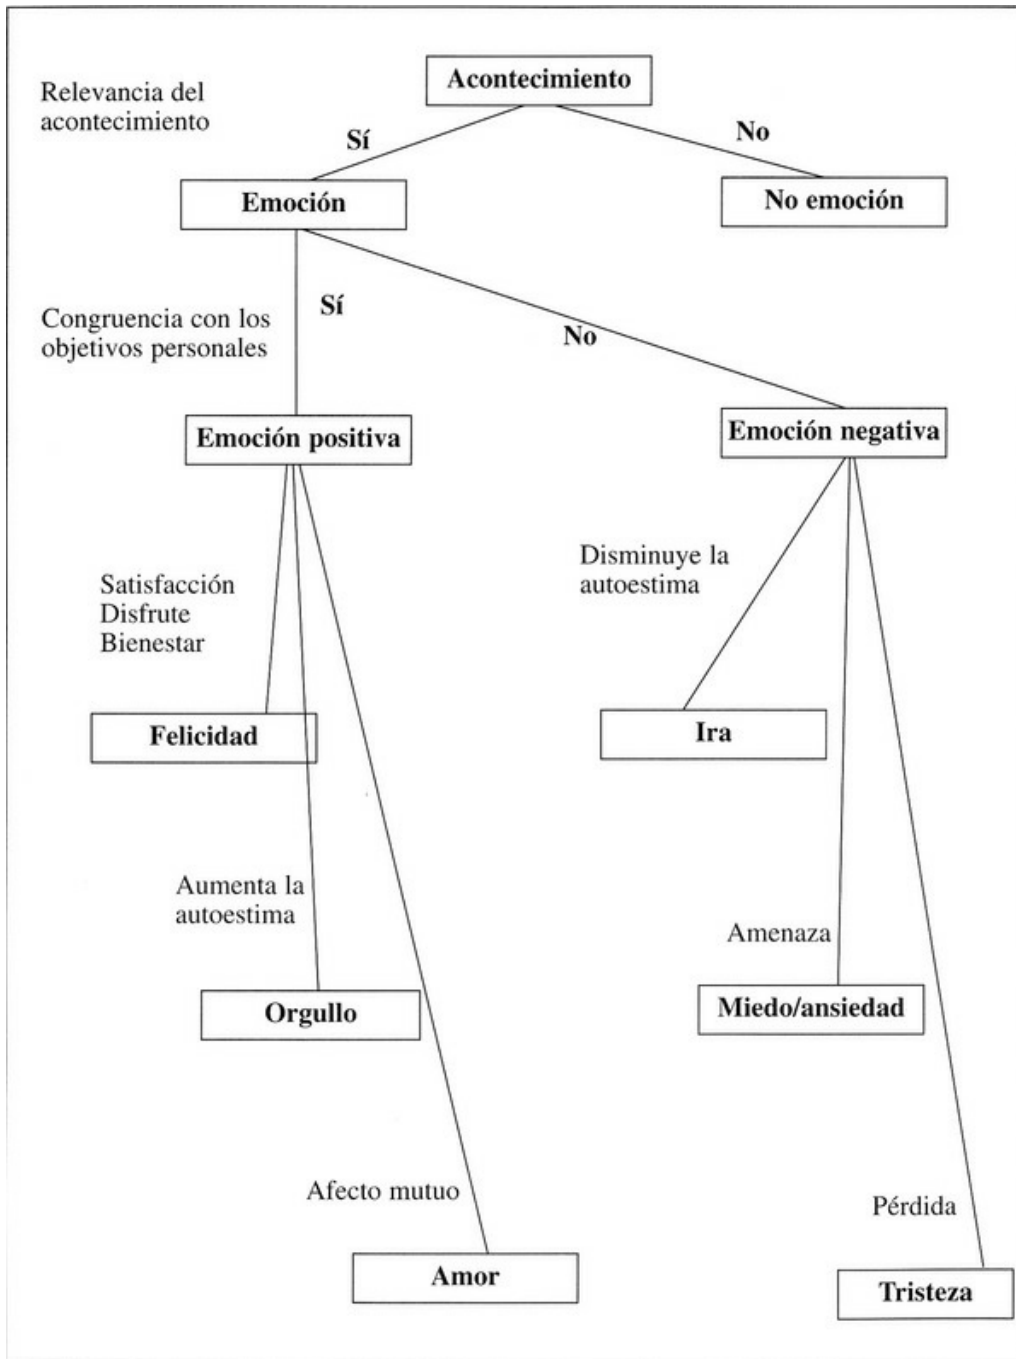 Acontecimiento
Relevancia del
acontecimiento
Sí
No
Emoción
No emoción
Congruencia con los
objetivos personales
Sí
No
Emoción positiva
Emoción negativa
Satisfacción
Disfrute
Bienestar
Disminuye la
autoestima
Felicidad
Ira
Aumenta la
autoestima
Amenaza
Orgullo
Miedo/ansiedad
Afecto mutuo
Pérdida
Amor
Tristeza